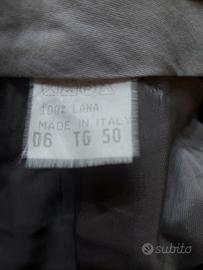 100% LANA
MADE IN ITALY
06 TG 50
subito